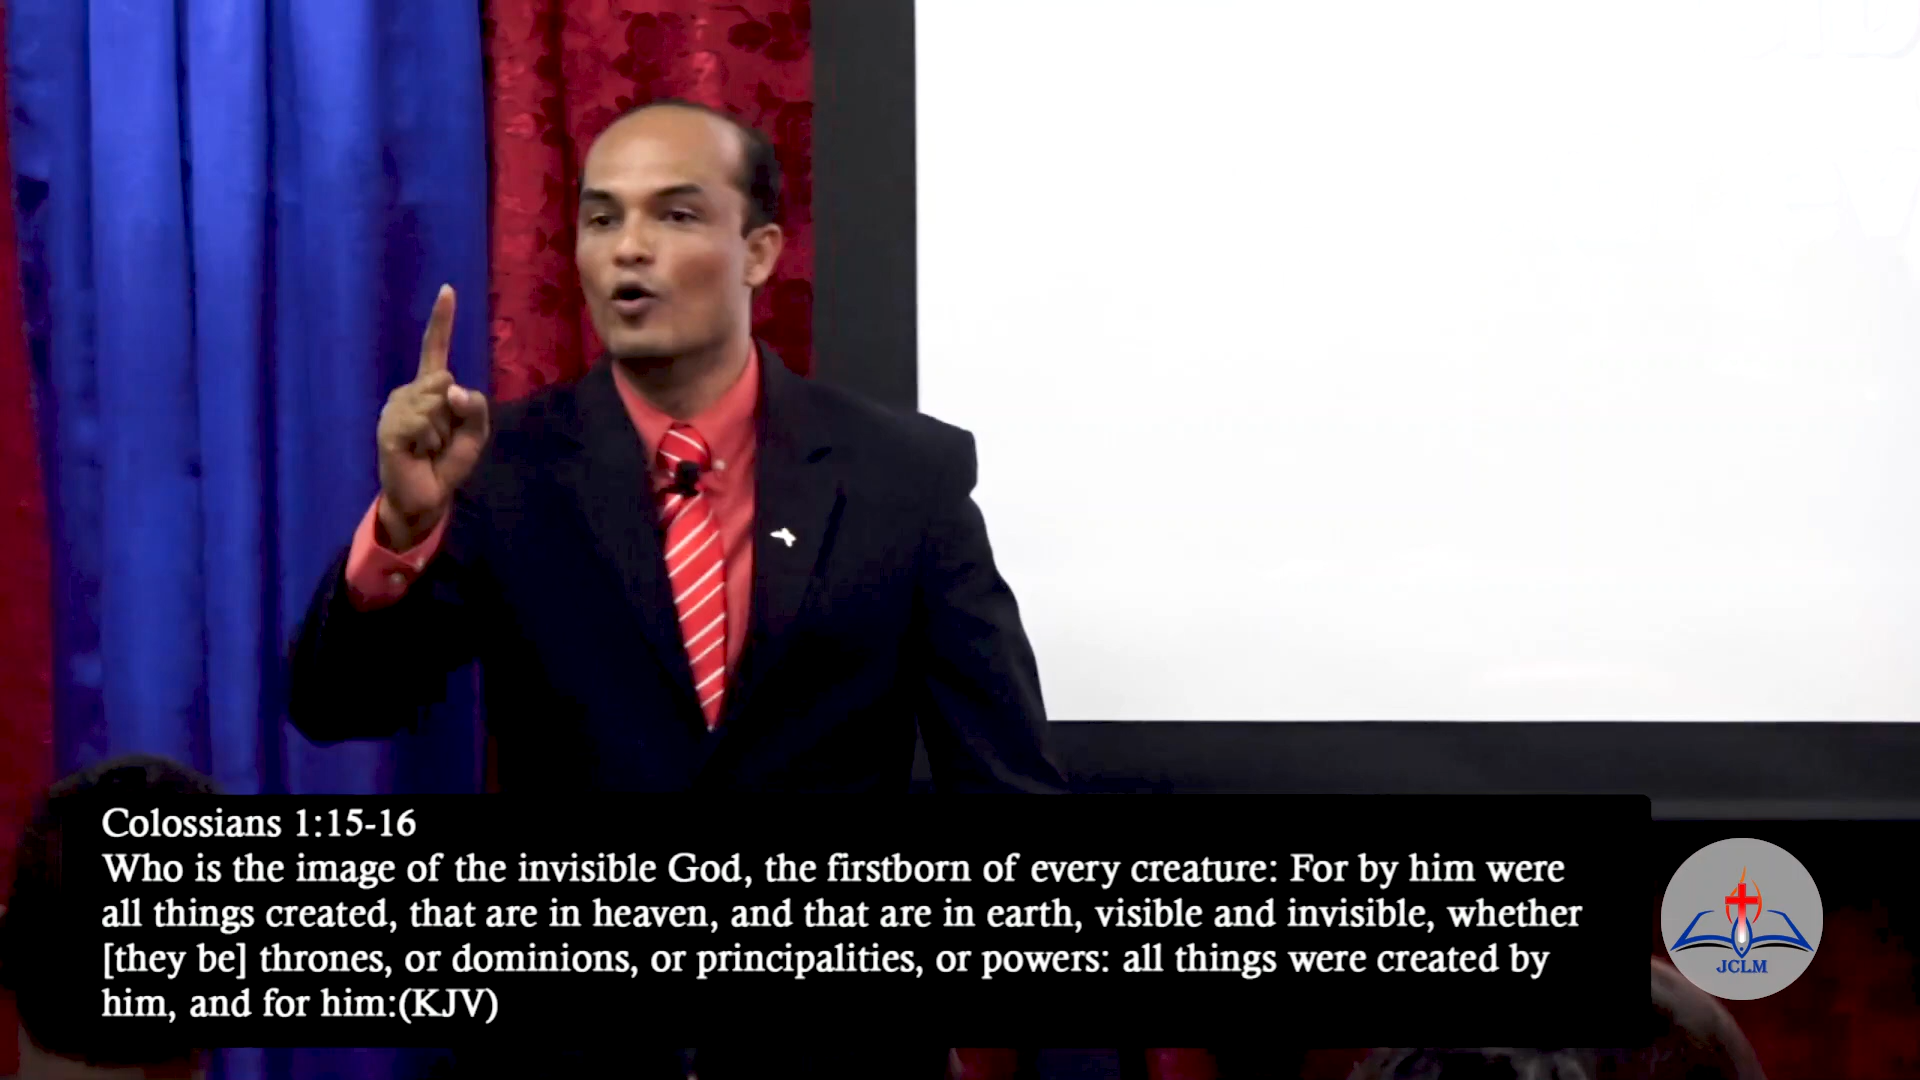 Colossians 1:15-16
Who is the image of the invisible God, the firstborn of every creature: For by him were
all things created, that are in heaven, and that are in earth, visible and invisible, whether
[they be] thrones, or dominions, or principalities, or powers: all things were created by
him, and for him:(KJV)
JCLM